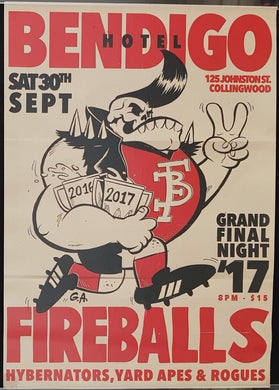 BENDIGO
HOTEL
SAT 30TH
SEPT
125 JOHNSTON ST.
COLLINGWOOD
2016
2017
FBS
G.A.
GRAND
FINAL
NIGHT
'17
8PM - $15
FIREBALLS
HYBERNATORS, YARD APES & ROGUES